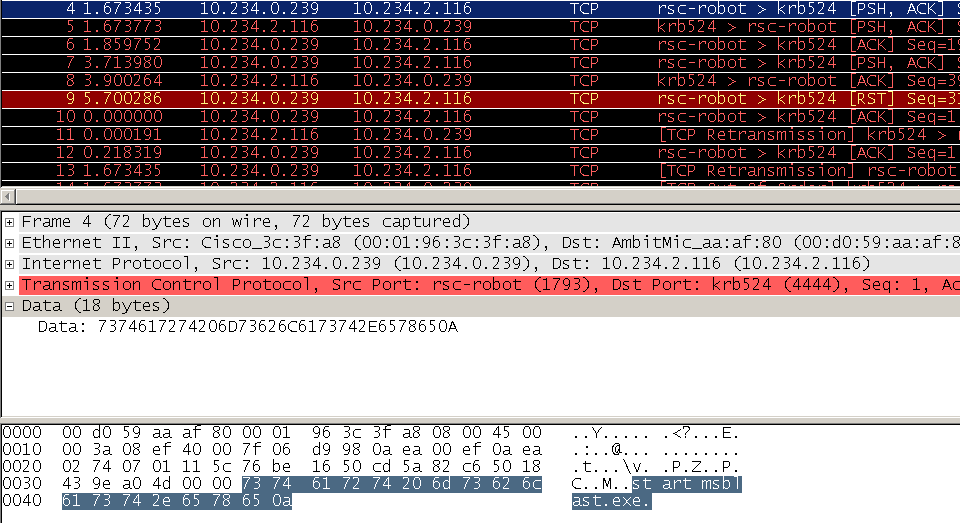 4 1.673435 10.234.0.239 10.234.2.116 TCP rsc-robot > krb524 [PSH, ACK] S
5 1.673773 10.234.2.116 10.234.0.239 TCP krb524 > rsc-robot [PSH, ACK] S
6 1.859752 10.234.0.239 10.234.2.116 TCP rsc-robot > krb524 [ACK] Seq=19
7 3.713980 10.234.0.239 10.234.2.116 TCP rsc-robot > krb524 [PSH, ACK] S
8 3.900264 10.234.2.116 10.234.0.239 TCP krb524 > rsc-robot [ACK] Seq=39
9 5.700286 10.234.0.239 10.234.2.116 TCP rsc-robot > krb524 [RST] Seq=31
10 0.000000 10.234.0.239 10.234.2.116 TCP rsc-robot > krb524 [ACK] Seq=1
11 0.000191 10.234.2.116 10.234.0.239 TCP [TCP Retransmission] krb524 > r
12 0.218319 10.234.0.239 10.234.2.116 TCP rsc-robot > krb524 [ACK] Seq=1
13 1.673435 10.234.0.239 10.234.2.116 TCP [TCP Retransmission] rsc-robot
Frame 4 (72 bytes on wire, 72 bytes captured)
Ethernet II, Src: Cisco_3c:3f:a8 (00:01:96:3c:3f:a8), Dst: AmbitMic_aa:af:80 (00:d0:59:aa:af:8
Internet Protocol, Src: 10.234.0.239 (10.234.0.239), Dst: 10.234.2.116 (10.234.2.116)
Transmission Control Protocol, Src Port: rsc-robot (1793), Dst Port: krb524 (4444), Seq: 1, Ac
Data (18 bytes)
Data: 7374617274206D73626C6173742E6578650A
0000 00 d0 59 aa af 80 00 01 96 3c 3f a8 08 00 45 00 ..Y..... .<?...E.
0010 00 3a 08 ef 40 00 7f 06 d9 98 0a ea 00 ef 0a ea .:..@... ........
0020 02 74 07 01 11 5c 76 be 16 50 cd 5a 82 c6 50 18 .t...\v. .P.Z..P.
0030 43 9e a0 4d 00 00 73 74 61 72 74 20 6d 73 62 6c C..M..st art msbl
0040 61 73 74 2e 65 78 65 0a ast.exe.